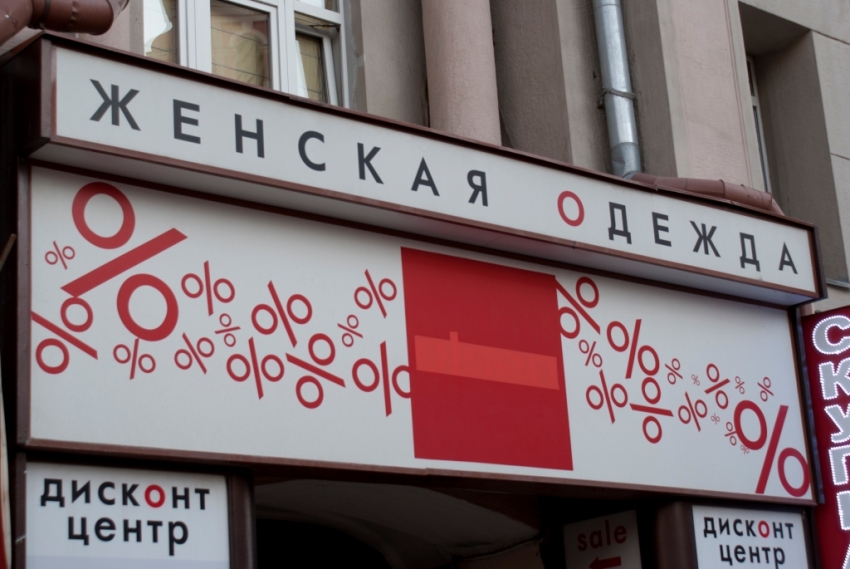 ЖЕНСКАЯ ОДЕЖДА
дисконт
центр
sale
дисконт
центр